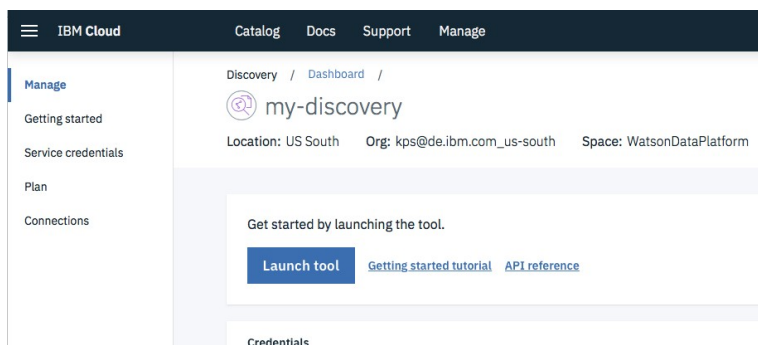 IBM Cloud Catalog Docs Support Manage
Manage
Getting started
Service credentials
Plan
Connections
Discovery / Dashboard /
my-discovery
Location: US South Org: kps@de.ibm.com_us-south Space: WatsonDataPlatform
Get started by launching the tool.
Launch tool Getting started tutorial API reference
Credentials